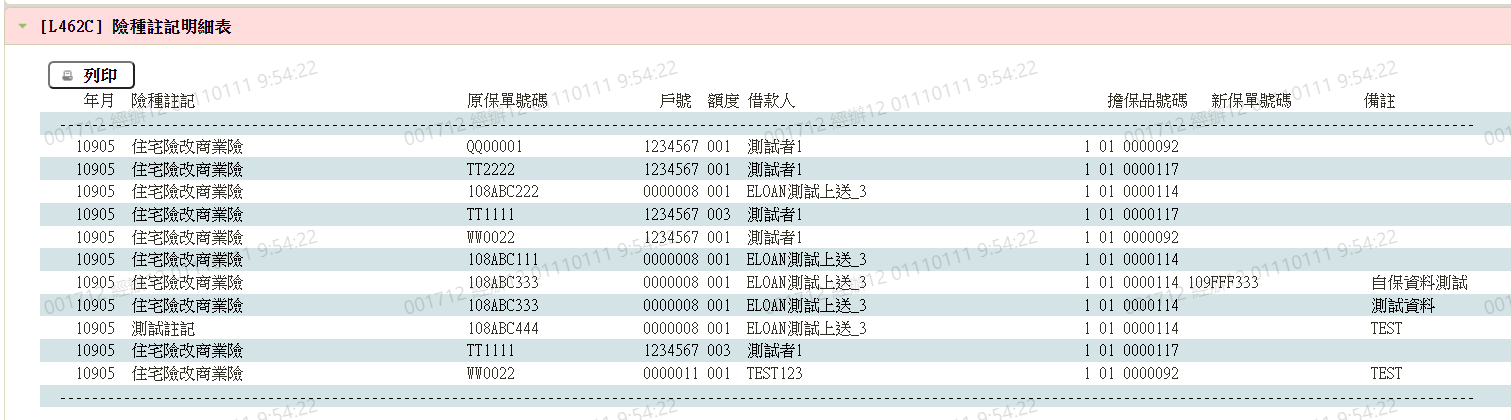 [L462C] 險種註記明細表
列印
年月 險種註記 原保單號碼 戶號 額度 借款人 擔保品號碼 新保單號碼 備註
10905 住宅險改商業險 QQ00001 1234567 001 測試者1 1 01 0000092
10905 住宅險改商業險 TT2222 1234567 001 測試者1 1 01 0000117
10905 住宅險改商業險 108ABC222 0000008 001 ELOAN測試上送_3 1 01 0000114
10905 住宅險改商業險 TT1111 1234567 003 測試者1 1 01 0000117
10905 住宅險改商業險 WW0022 1234567 001 測試者1 1 01 0000092
10905 住宅險改商業險 108ABC111 0000008 001 ELOAN測試上送_3 1 01 0000114
10905 住宅險改商業險 108ABC333 0000008 001 ELOAN測試上送_3 1 01 0000114 109FFF333 自保資料測試
10905 住宅險改商業險 108ABC333 0000008 001 ELOAN測試上送_3 1 01 0000114 測試資料
10905 測試註記 108ABC444 0000008 001 ELOAN測試上送_3 1 01 0000114 TEST
10905 住宅險改商業險 TT1111 1234567 003 測試者1 1 01 0000117
10905 住宅險改商業險 WW0022 0000011 001 TEST123 1 01 0000092 TEST
001712 經辦12 01110111 9:54:22